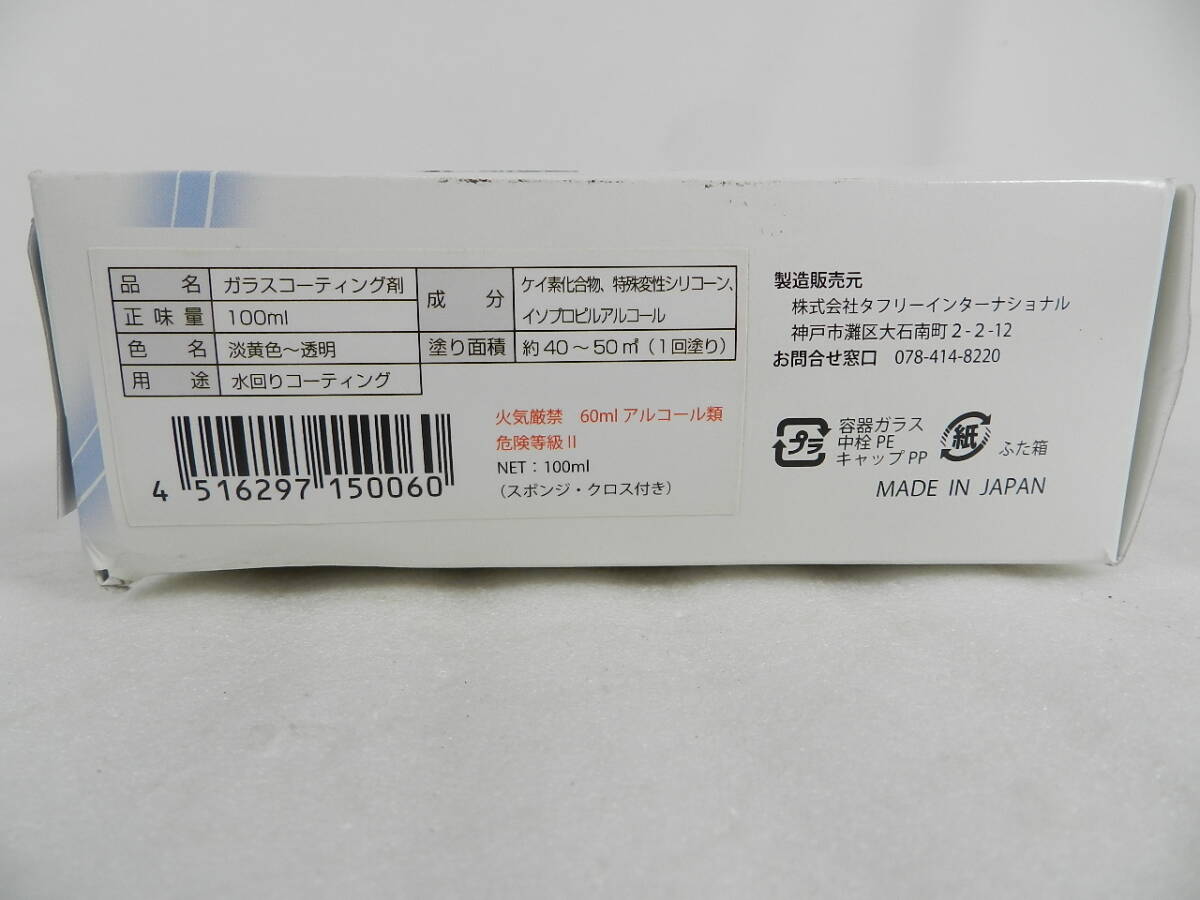 品名 ガラスコーティング剤
正味量 100ml
色名 淡黄色～透明
用途 水回りコーティング
成分 ケイ素化合物、特殊変性シリコーン、
イソプロピルアルコール
塗り面積 約40～50㎡（1回塗り）
火気厳禁 60ml アルコール類
危険等級Ⅱ
NET：100ml
（スポンジ・クロス付き）
4 516297 150060
製造販売元
株式会社タフリーインターナショナル
神戸市灘区大石南町2-2-12
お問合せ窓口 078-414-8220
プラ
容器ガラス
中栓PE
キャップPP
紙
ふた箱
MADE IN JAPAN